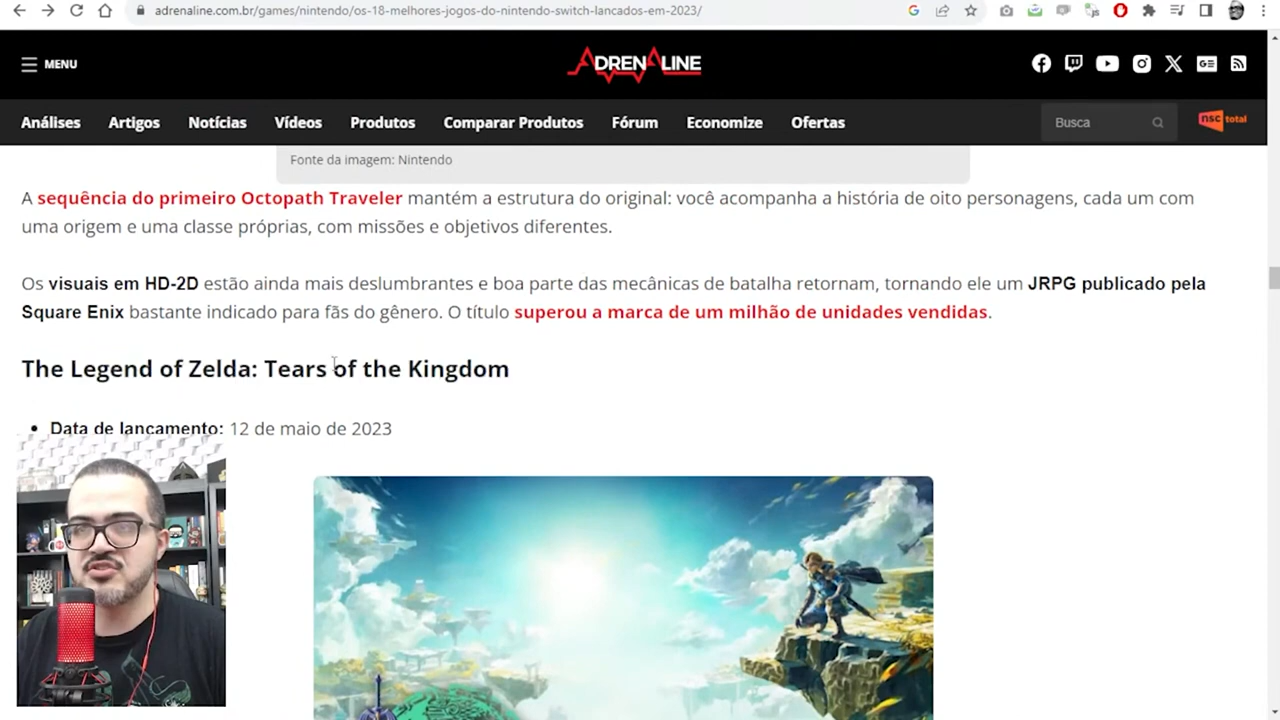 adrenaline.com.br/games/nintendo/os-18-melhores-jogos-do-nintendo-switch-lancados-em-2023/
MENU
ADRENALINE
Análises Artigos Notícias Vídeos Produtos Comparar Produtos Fórum Economize Ofertas Busca nsc total
Fonte da imagem: Nintendo
A sequência do primeiro Octopath Traveler mantém a estrutura do original: você acompanha a história de oito personagens, cada um com
uma origem e uma classe próprias, com missões e objetivos diferentes.
Os visuais em HD-2D estão ainda mais deslumbrantes e boa parte das mecânicas de batalha retornam, tornando ele um JRPG publicado pela
Square Enix bastante indicado para fãs do gênero. O título superou a marca de um milhão de unidades vendidas.
The Legend of Zelda: Tears of the Kingdom
• Data de lançamento: 12 de maio de 2023